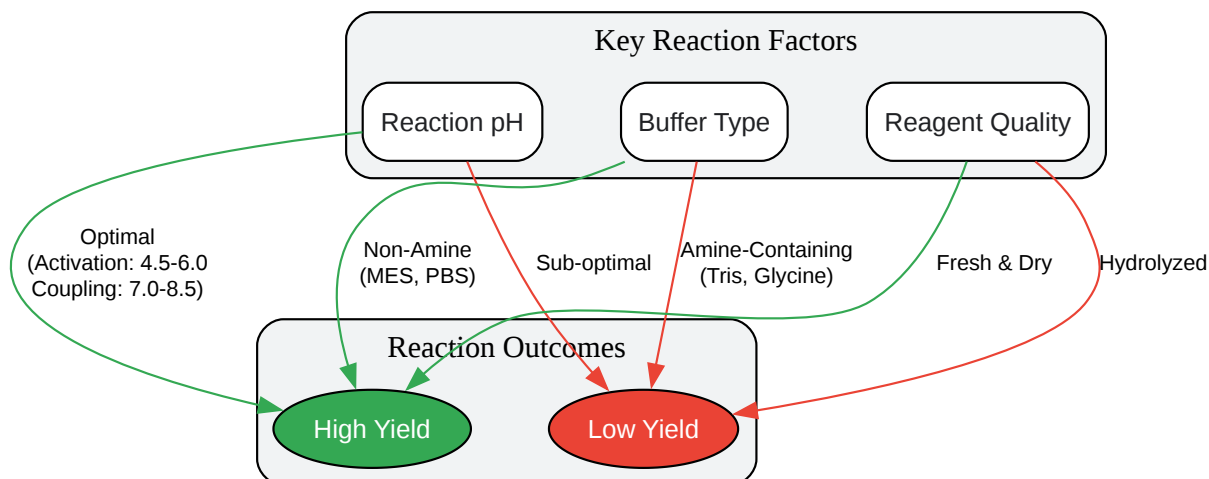 Key Reaction Factors
Reaction pH
Buffer Type
Reagent Quality
Optimal
(Activation: 4.5-6.0
Coupling: 7.0-8.5)
Non-Amine
(MES, PBS)
Sub-optimal
Amine-Containing
(Tris, Glycine)
Fresh & Dry
Hydrolyzed
Reaction Outcomes
High Yield
Low Yield